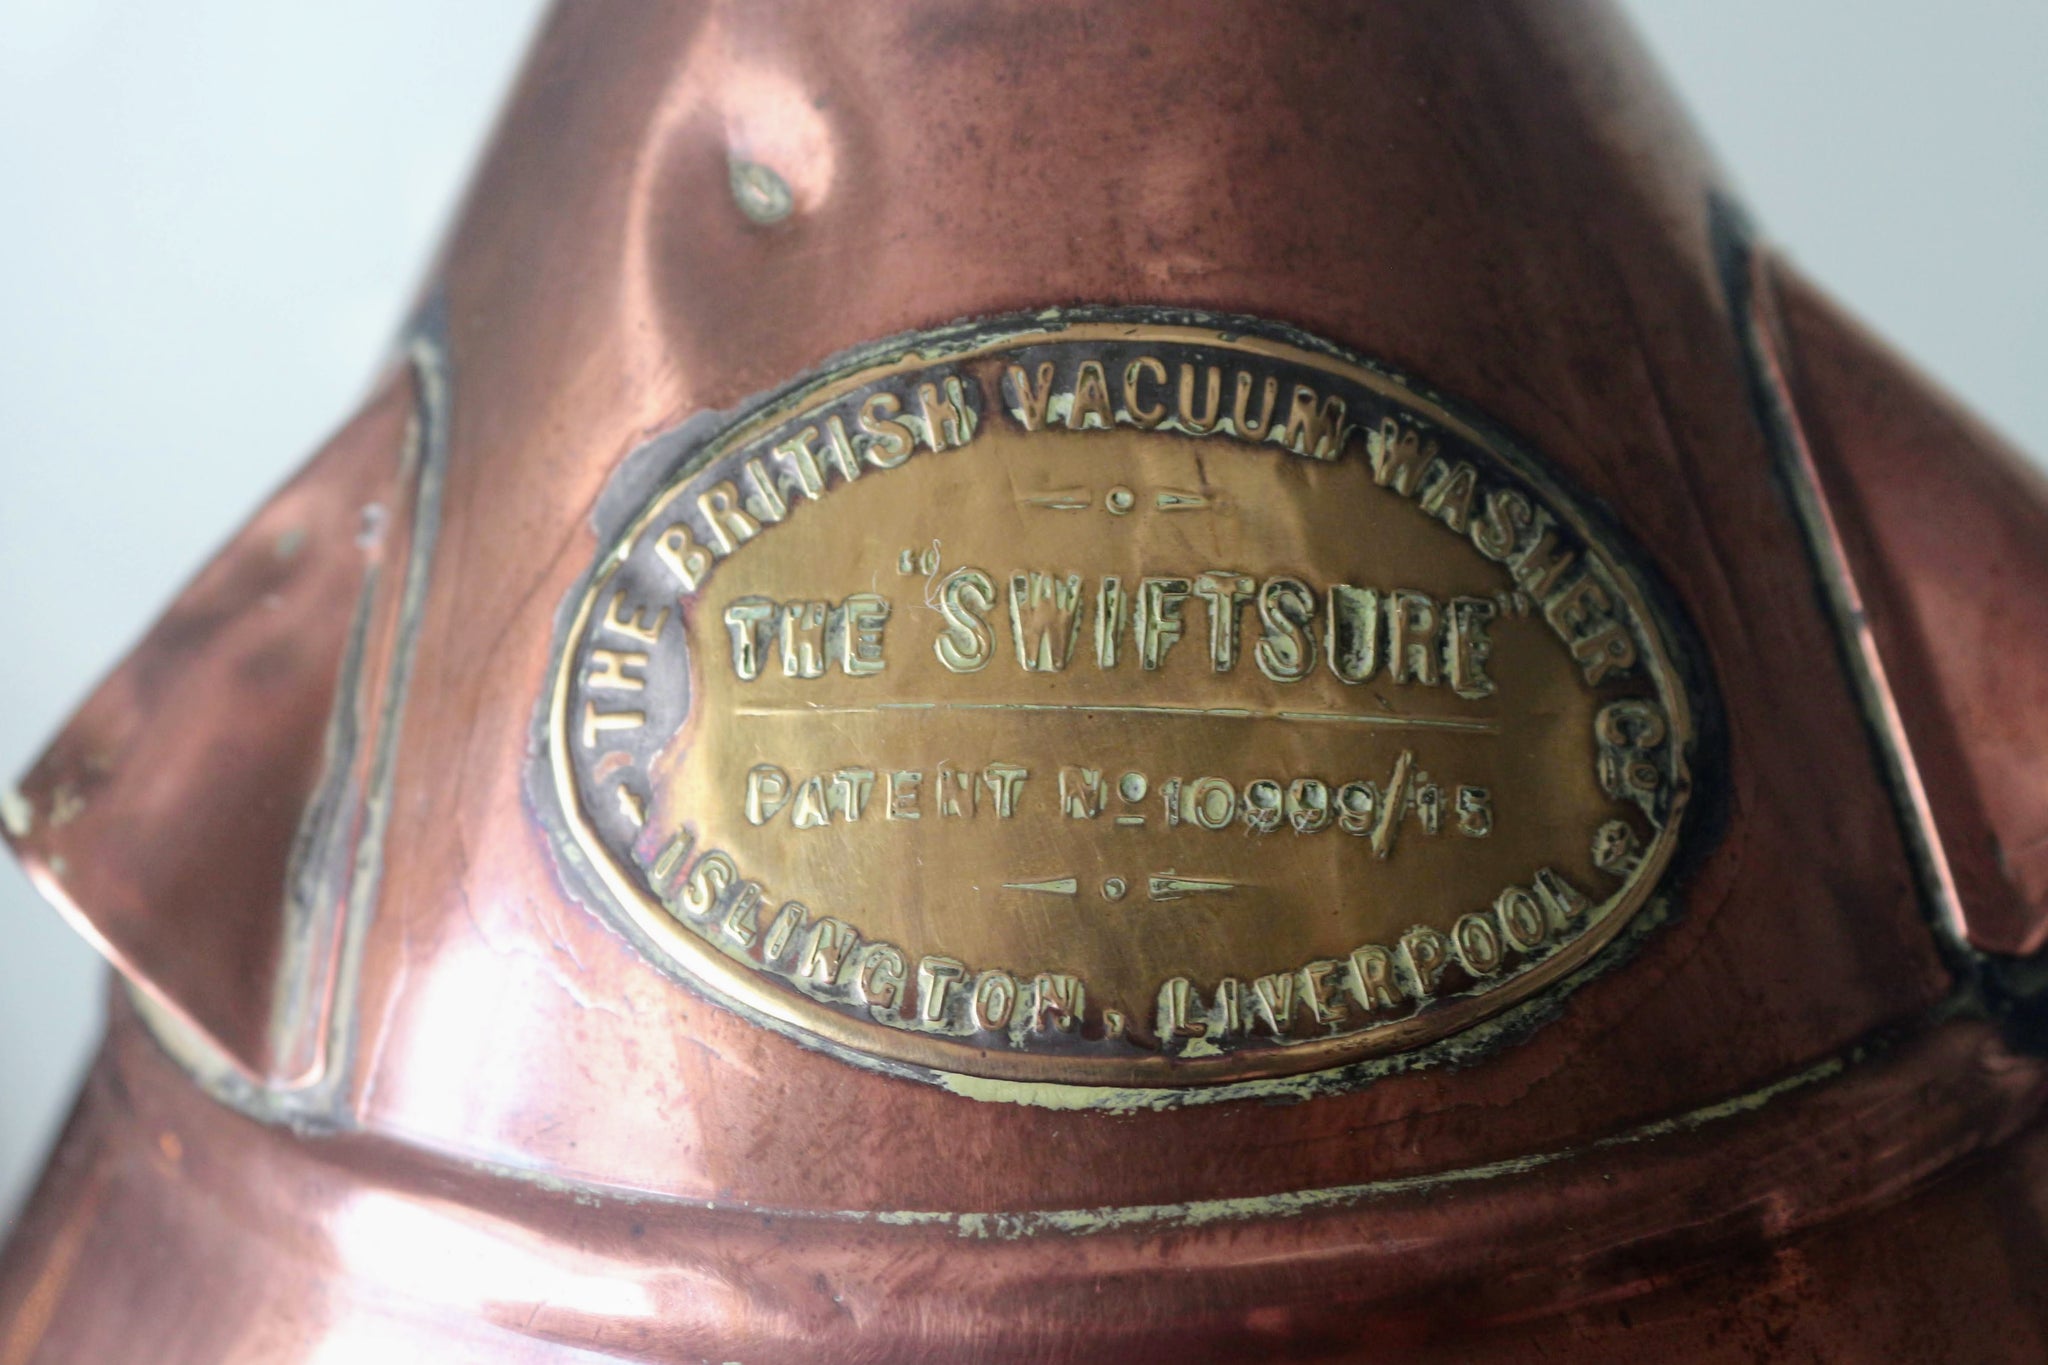 THE BRITISH VACUUM WASHER Co
THE "SWIFTSURE"
PATENT No 10999/15
ISLINGTON, LIVERPOOL